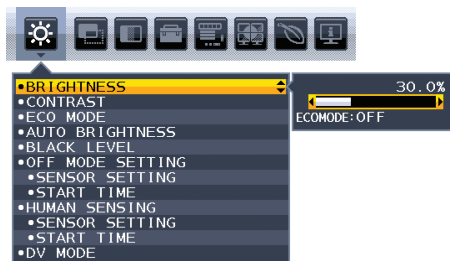 •BRIGHTNESS
•CONTRAST
•ECO MODE
•AUTO BRIGHTNESS
•BLACK LEVEL
•OFF MODE SETTING
•SENSOR SETTING
•START TIME
•HUMAN SENSING
•SENSOR SETTING
•START TIME
•DV MODE
30.0%
ECOMODE:OFF